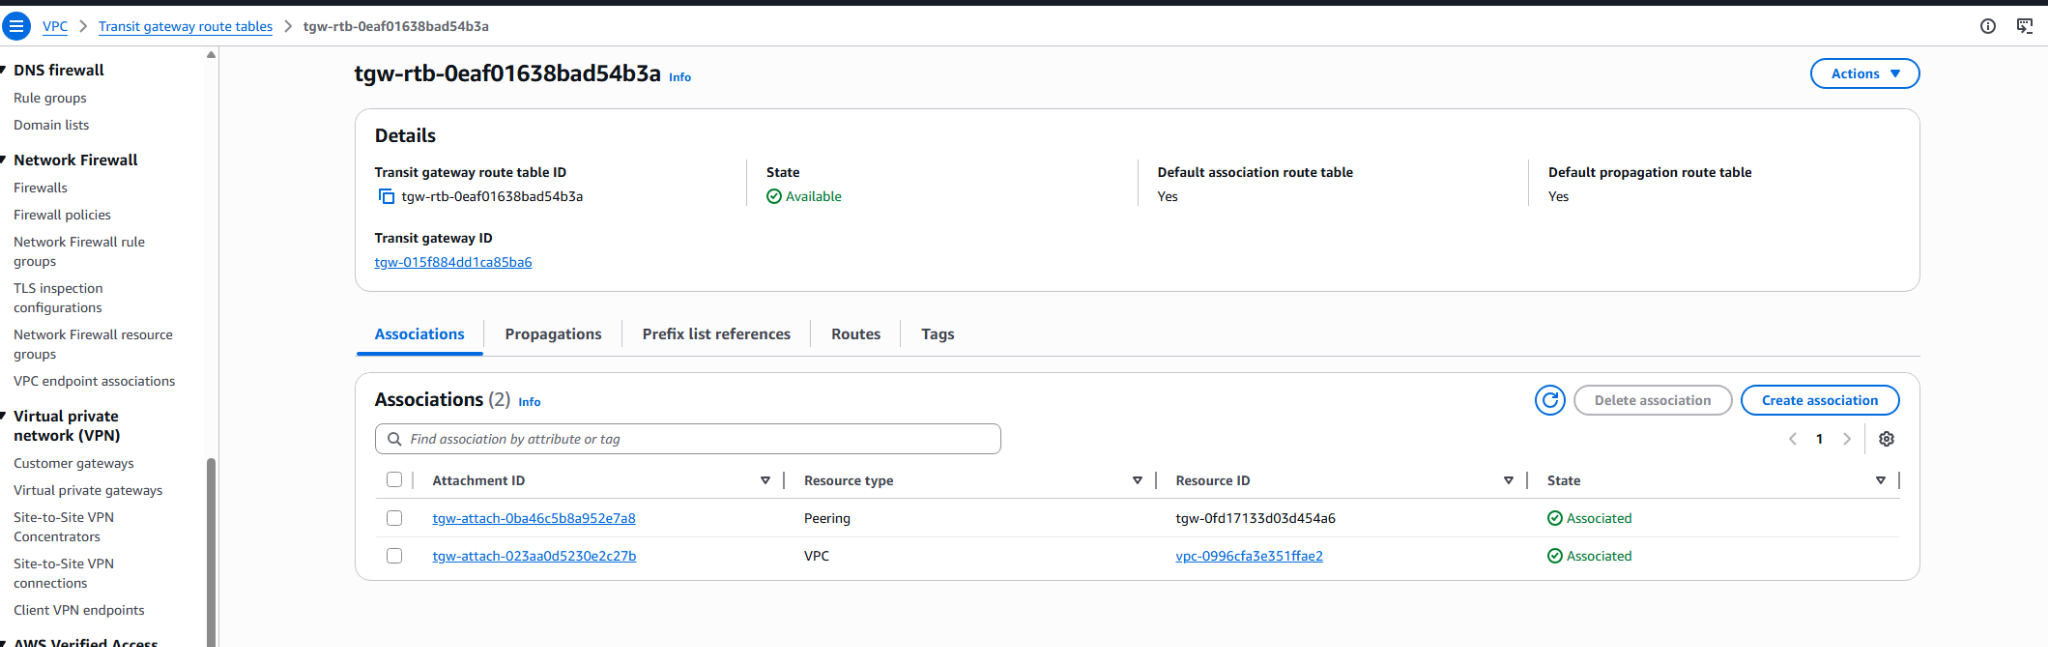 VPC > Transit gateway route tables > tgw-rtb-0eaf01638bad54b3a
DNS firewall
Rule groups
Domain lists
Network Firewall
Firewalls
Firewall policies
Network Firewall rule
groups
TLS inspection
configurations
Network Firewall resource
groups
VPC endpoint associations
Virtual private
network (VPN)
Customer gateways
Virtual private gateways
Site-to-Site VPN
Concentrators
Site-to-Site VPN
connections
Client VPN endpoints
AWS Verified Access
tgw-rtb-0eaf01638bad54b3a Info
Actions
Details
Transit gateway route table ID
tgw-rtb-0eaf01638bad54b3a
State
Available
Default association route table
Yes
Default propagation route table
Yes
Transit gateway ID
tgw-015f884dd1ca85ba6
Associations Propagations Prefix list references Routes Tags
Associations (2) Info
Delete association Create association
Find association by attribute or tag
1
Attachment ID Resource type Resource ID State
tgw-attach-0ba46c5b8a952e7a8 Peering tgw-0fd17133d03d454a6 Associated
tgw-attach-023aa0d5230e2c27b VPC vpc-0996cfa3e351ffae2 Associated